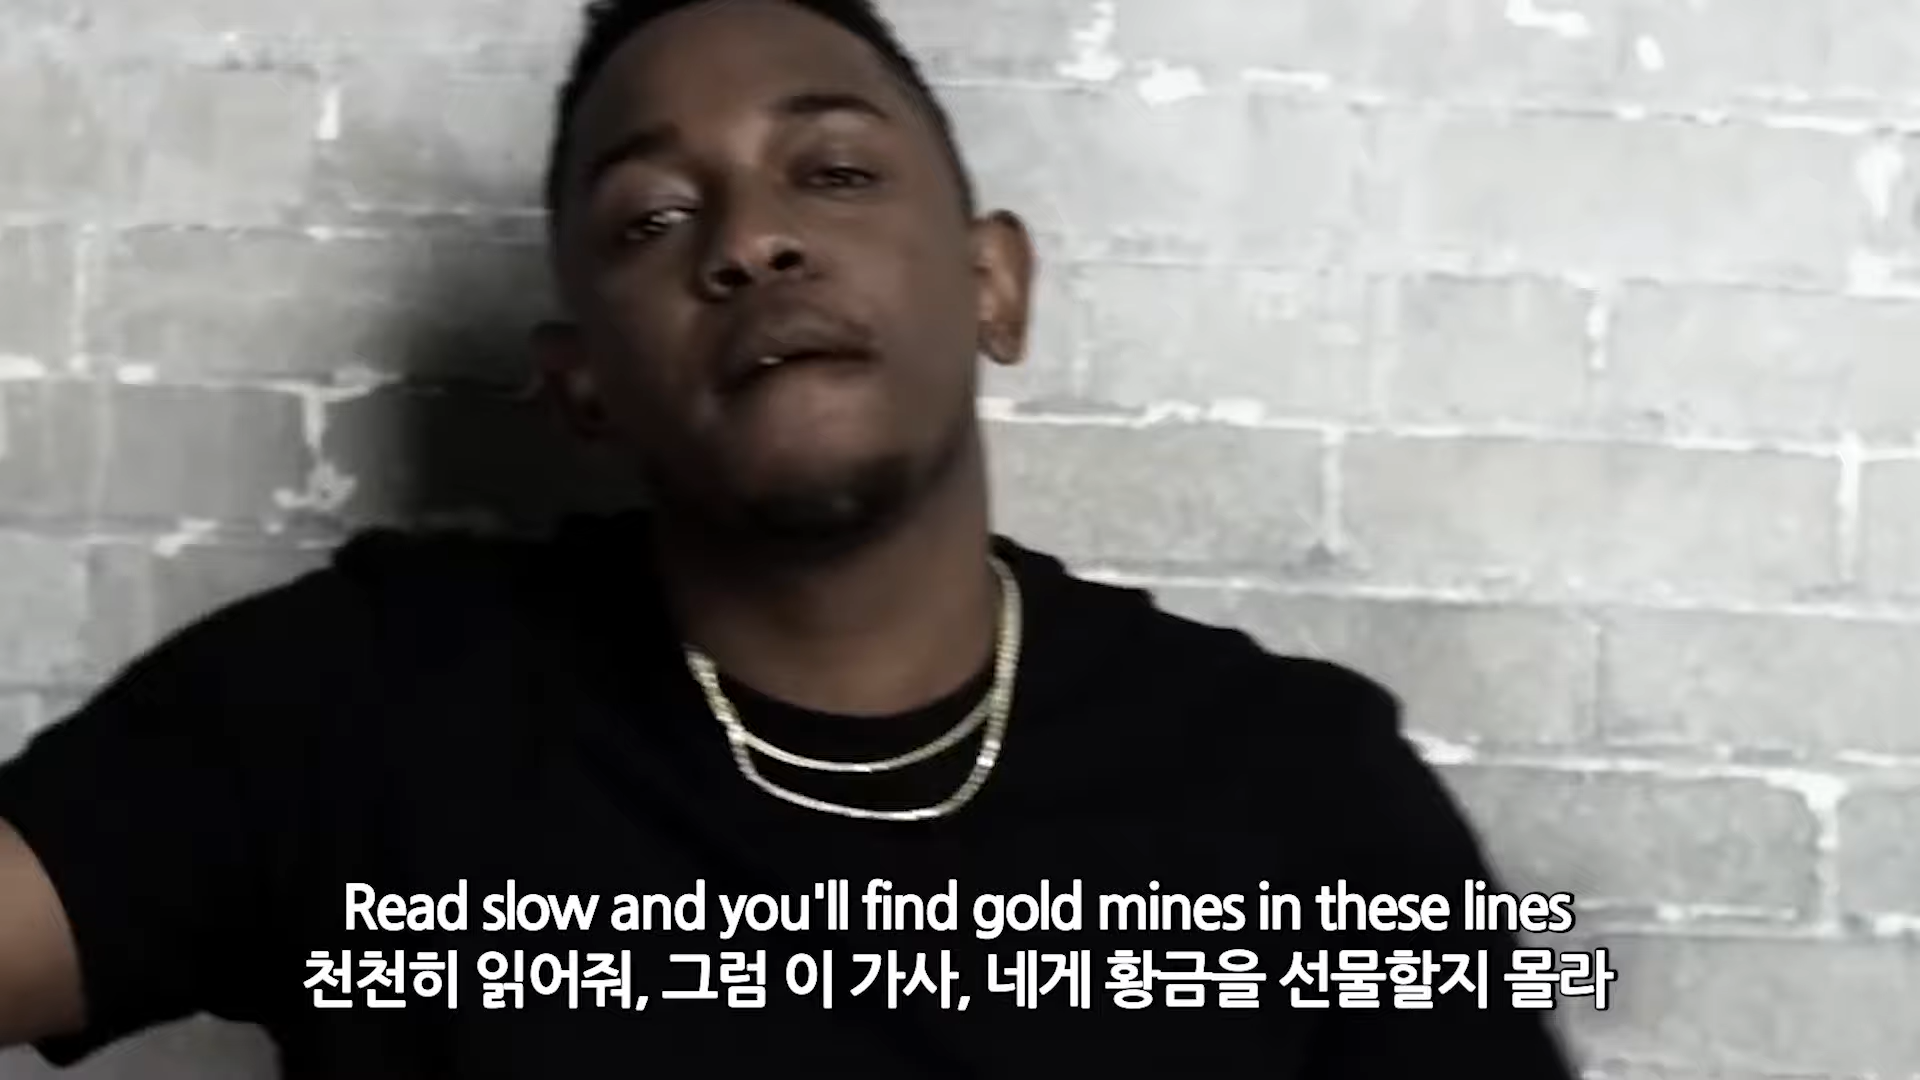 Read slow and you'll find gold mines in these lines
천천히 읽어줘, 그럼 이 가사, 네게 황금을 선물할지 몰라